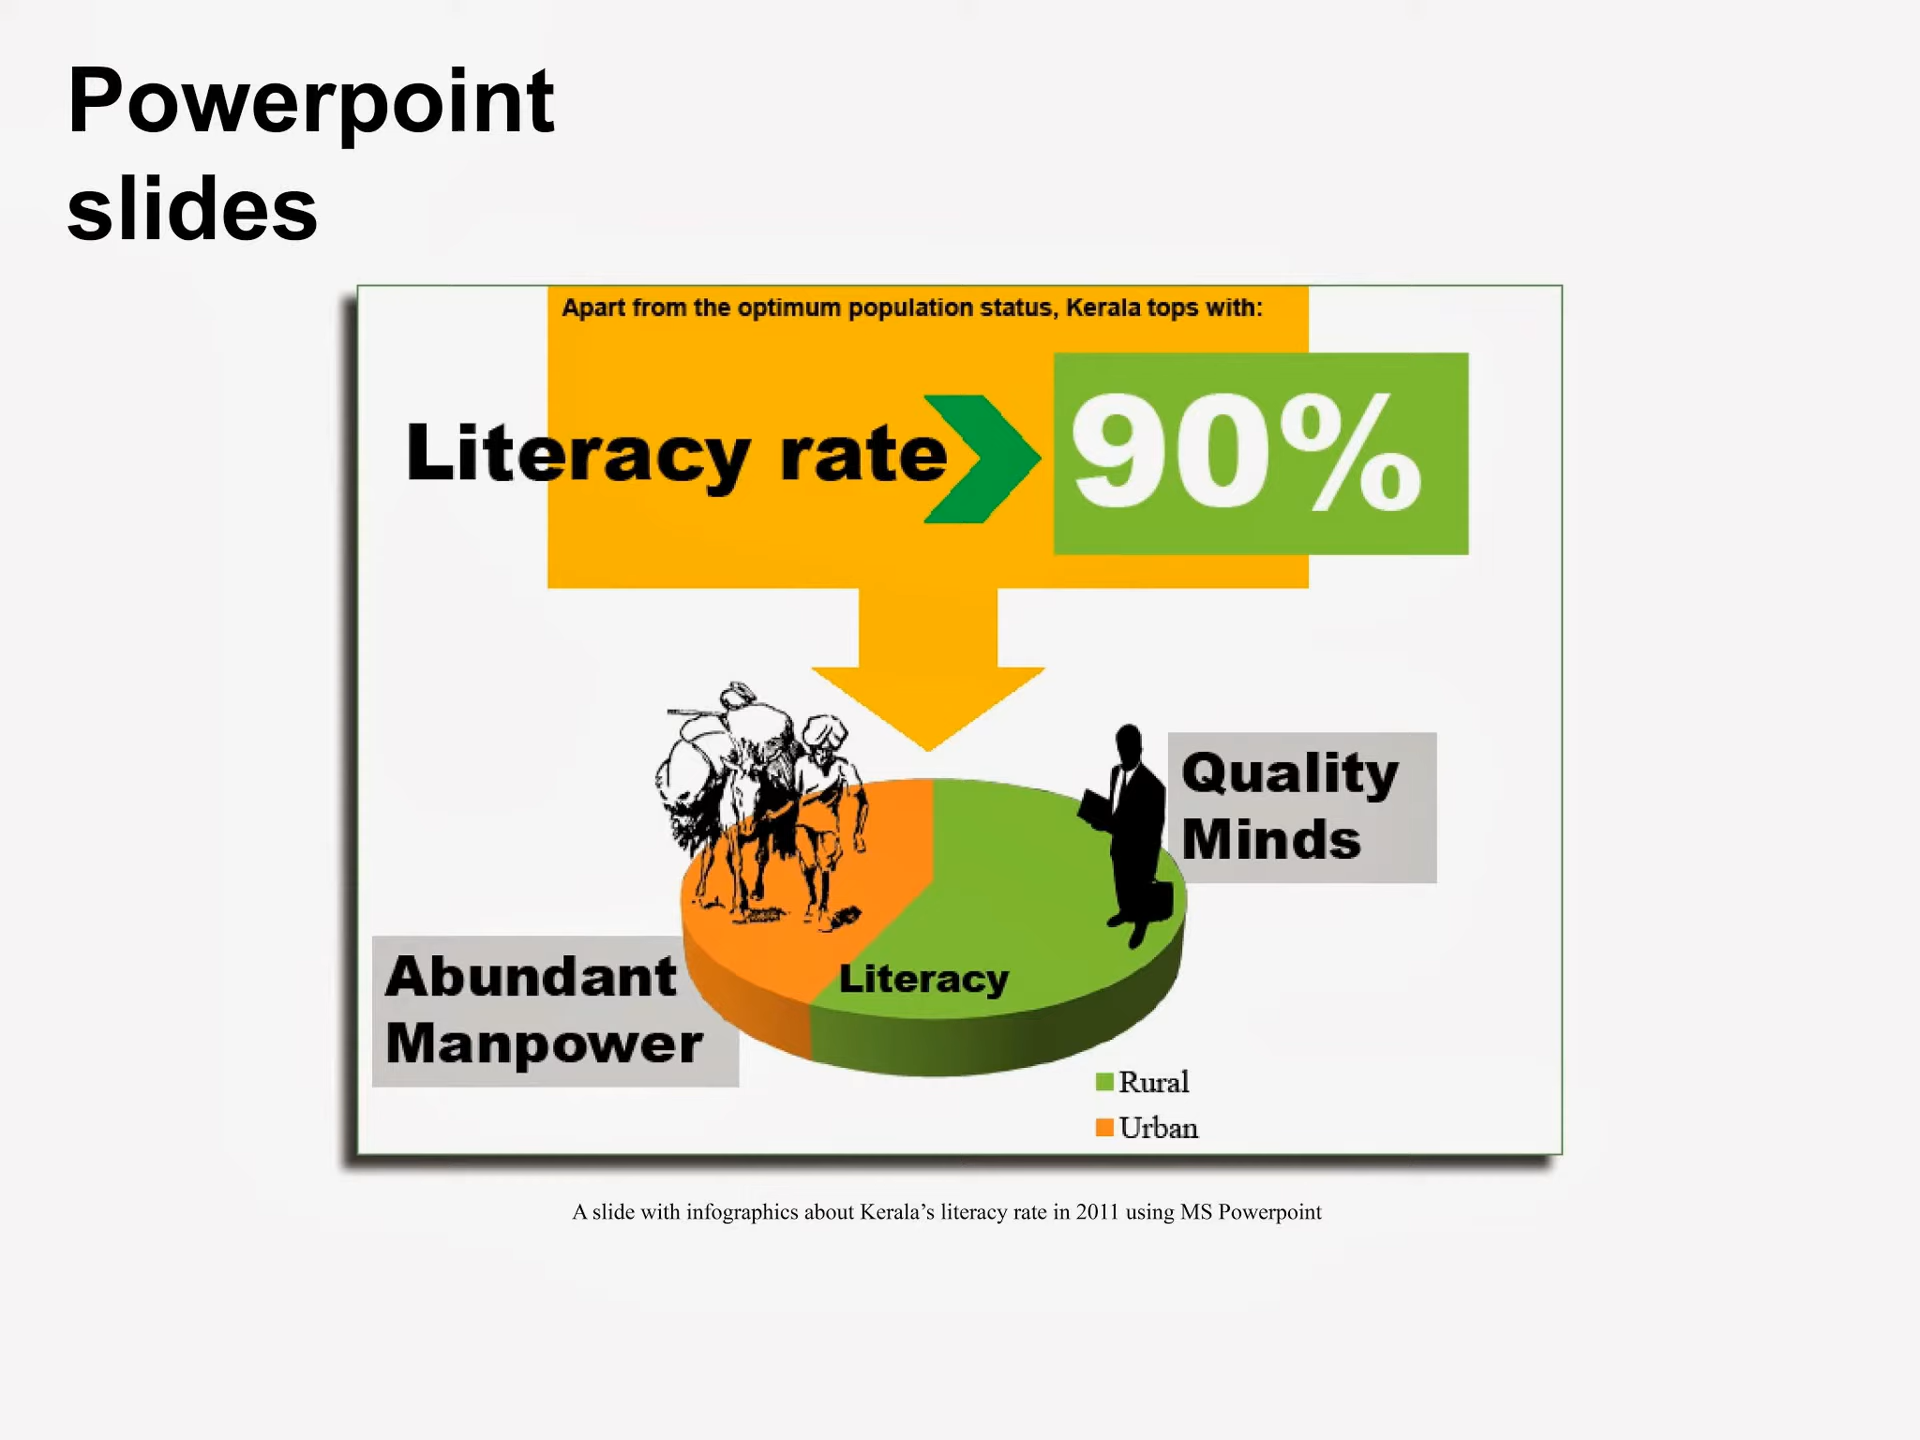 Powerpoint
slides
Apart from the optimum population status, Kerala tops with:
Literacy rate
90%
Quality
Minds
Abundant
Manpower
Literacy
Rural
Urban
A slide with infographics about Kerala’s literacy rate in 2011 using MS Powerpoint